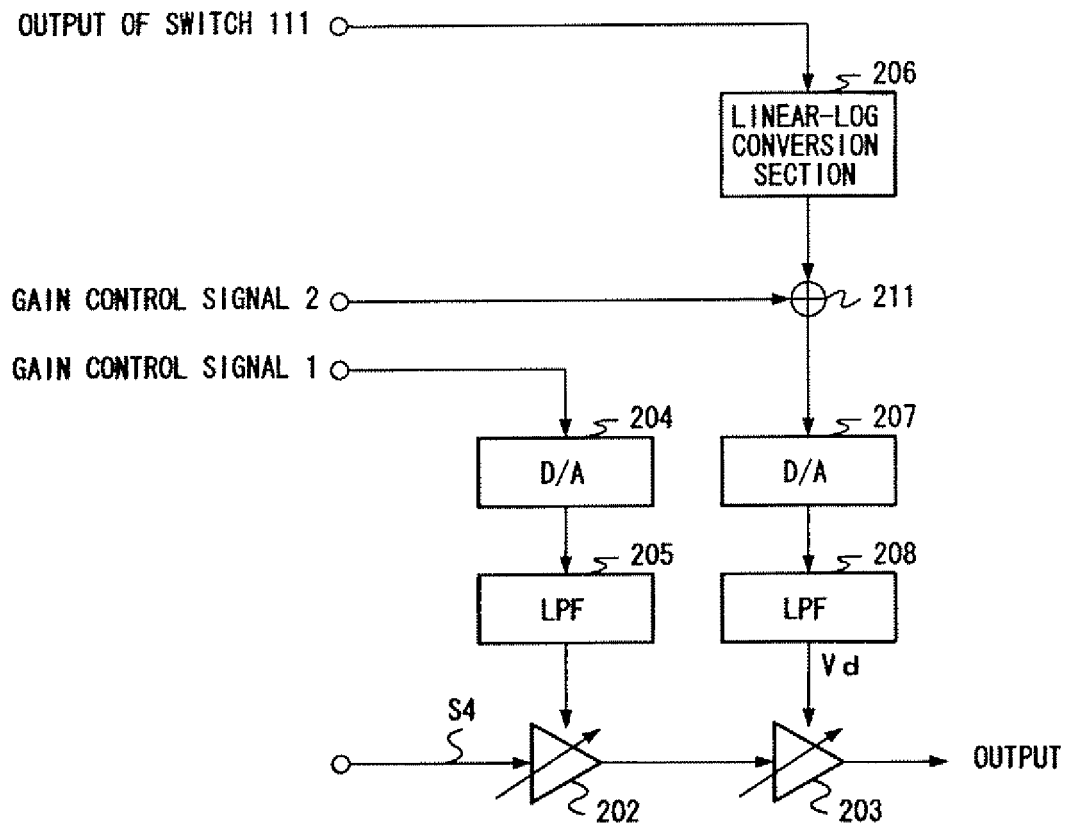 OUTPUT OF SWITCH 111
206
LINEAR-LOG
CONVERSION
SECTION
GAIN CONTROL SIGNAL 2
211
GAIN CONTROL SIGNAL 1
204
207
D/A
D/A
205
208
LPF
LPF
Vd
S4
OUTPUT
202
203